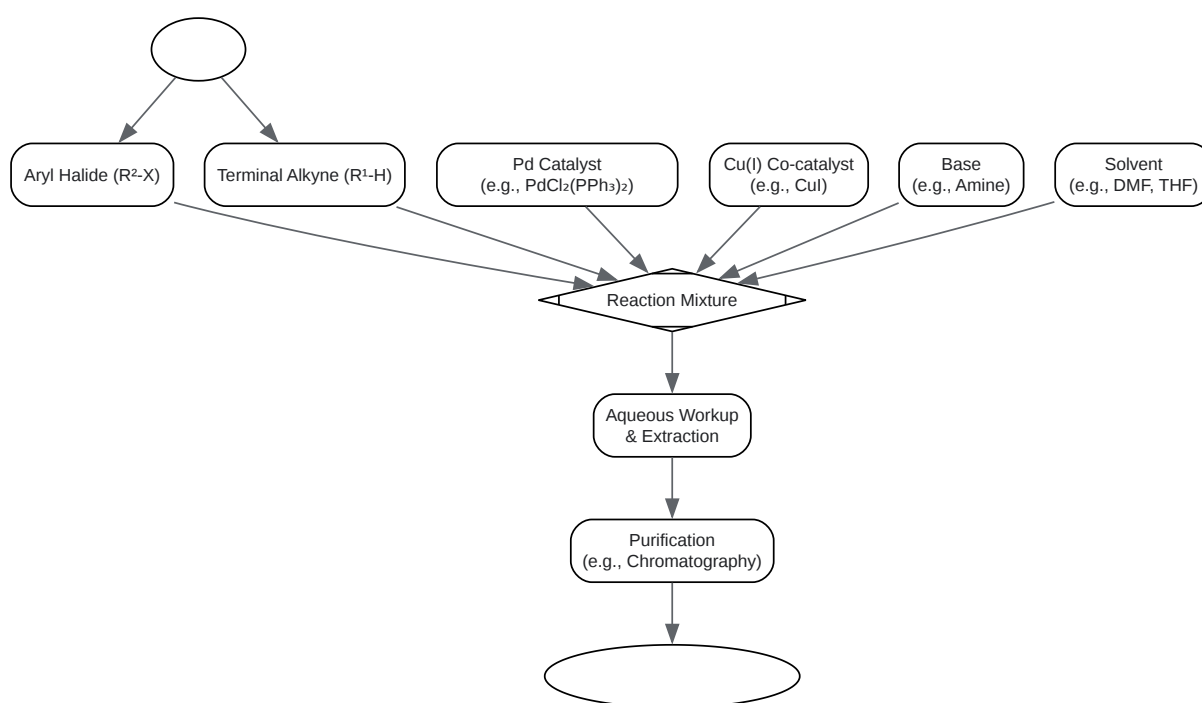 Aryl Halide (R²-X)
Terminal Alkyne (R¹-H)
Pd Catalyst
(e.g., PdCl₂(PPh₃)₂)
Cu(I) Co-catalyst
(e.g., CuI)
Base
(e.g., Amine)
Solvent
(e.g., DMF, THF)
Reaction Mixture
Aqueous Workup
& Extraction
Purification
(e.g., Chromatography)